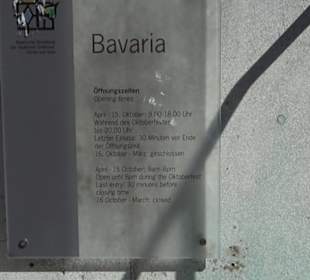 Bavaria
Öffnungszeiten
Opening times
April - 15. Oktober: 9.00-18.00 Uhr
Während des Oktoberfestes
bis 20.00 Uhr
Letzter Einlass: 30 Minuten vor Ende
der Öffnungszeit
16. Oktober - März: geschlossen
April - 15 October: 9am-6pm
Open until 8pm during the Oktoberfest
Last entry: 30 minutes before
closing time
16 October - March: closed